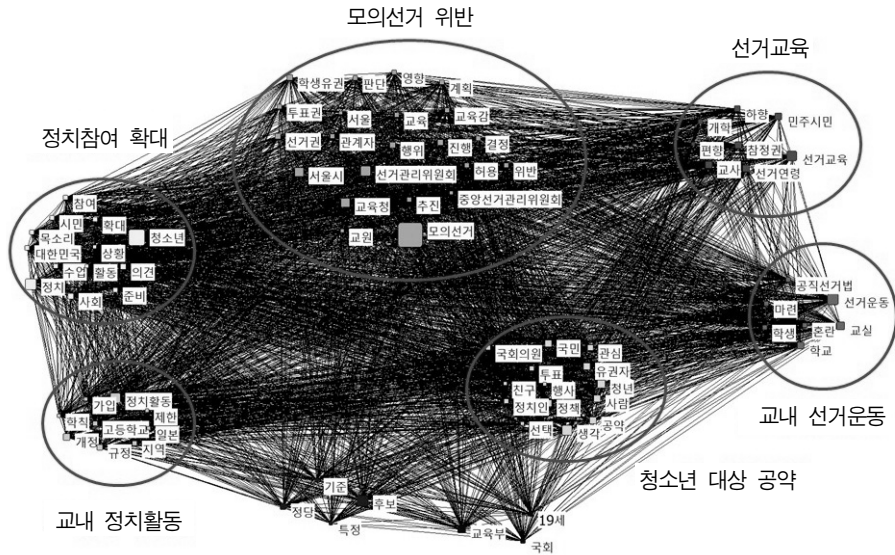 모의선거 위반
학생유권 판단 영향 계획
투표권 서울 교육 교육감
선거권 관계자 행위 진행 결정
서울시 선거관리위원회 허용 위반
교육청 추진 중앙선거관리위원회
교원 모의선거
선거교육
하향 민주시민
개학
편향 참정권 선거교육
교사 선거연령
정치참여 확대
참여
시민 확대
목소리 청소년
대한민국 상황
수업 활동 의견
정치
사회 준비
공직선거법
마련 선거운동
학생 혼란 교실
학교
교내 선거운동
국회의원 국민 관심
투표 유권자
친구 행사 청년
정치인 정책 사람
선택 생각 공약
청소년 대상 공약
가입 정치활동
학칙 고등학교 제한
개정 일본
규정 지역
교내 정치활동
기준
정당 후보
특정
교육부 19세
국회